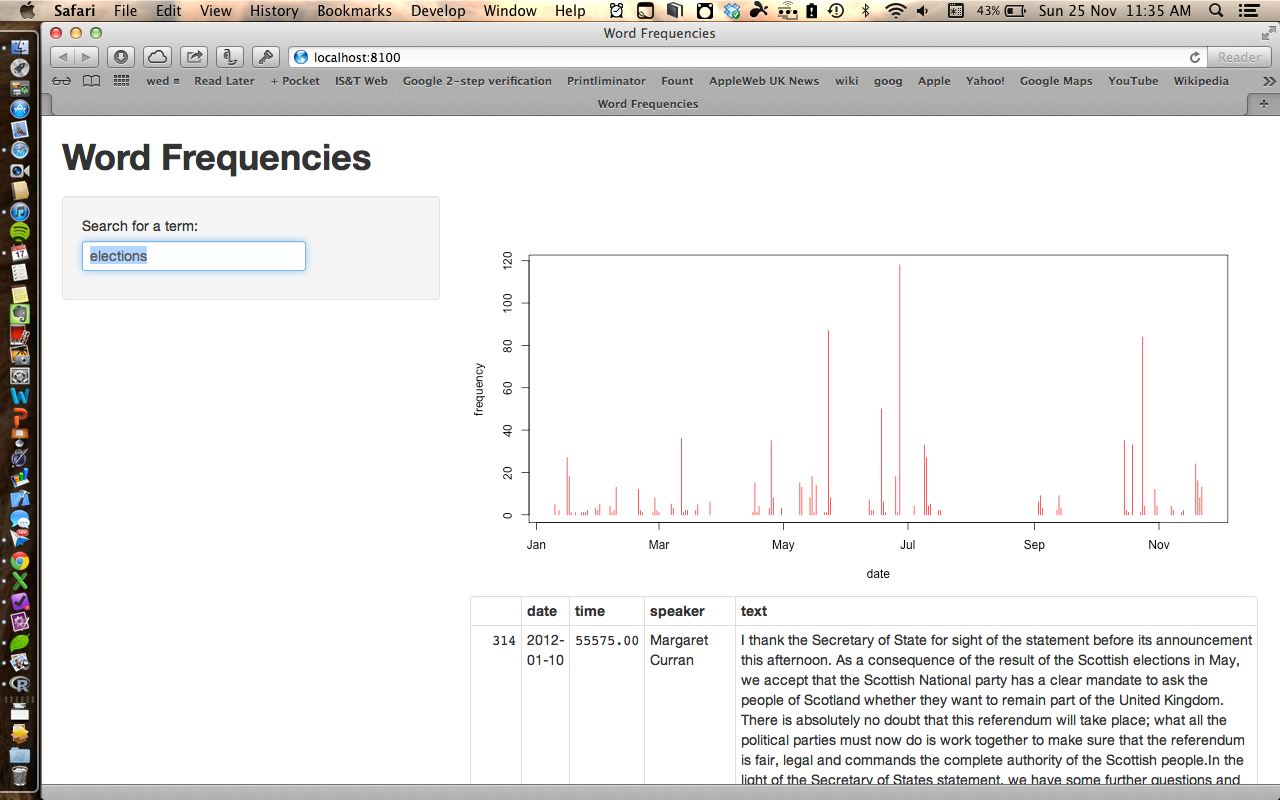 Safari File Edit View History Bookmarks Develop Window Help 43% Sun 25 Nov 11:35 AM
Word Frequencies
localhost:8100 Reader
wed Read Later + Pocket IS&T Web Google 2-step verification Printliminator Fount AppleWeb UK News wiki goog Apple Yahoo! Google Maps YouTube Wikipedia
Word Frequencies
Word Frequencies
Search for a term:
elections
120
100
80
60
40
20
0
frequency
Jan Mar May Jul Sep Nov
date
date time speaker text
314 2012- 55575.00 Margaret I thank the Secretary of State for sight of the statement before its announcement
01-10 Curran this afternoon. As a consequence of the result of the Scottish elections in May,
we accept that the Scottish National party has a clear mandate to ask the
people of Scotland whether they want to remain part of the United Kingdom.
There is absolutely no doubt that this referendum will take place; what all the
political parties must now do is work together to make sure that the referendum
is fair, legal and commands the complete authority of the Scottish people.In the
light of the Secretary of States statement, we have some further questions and
17